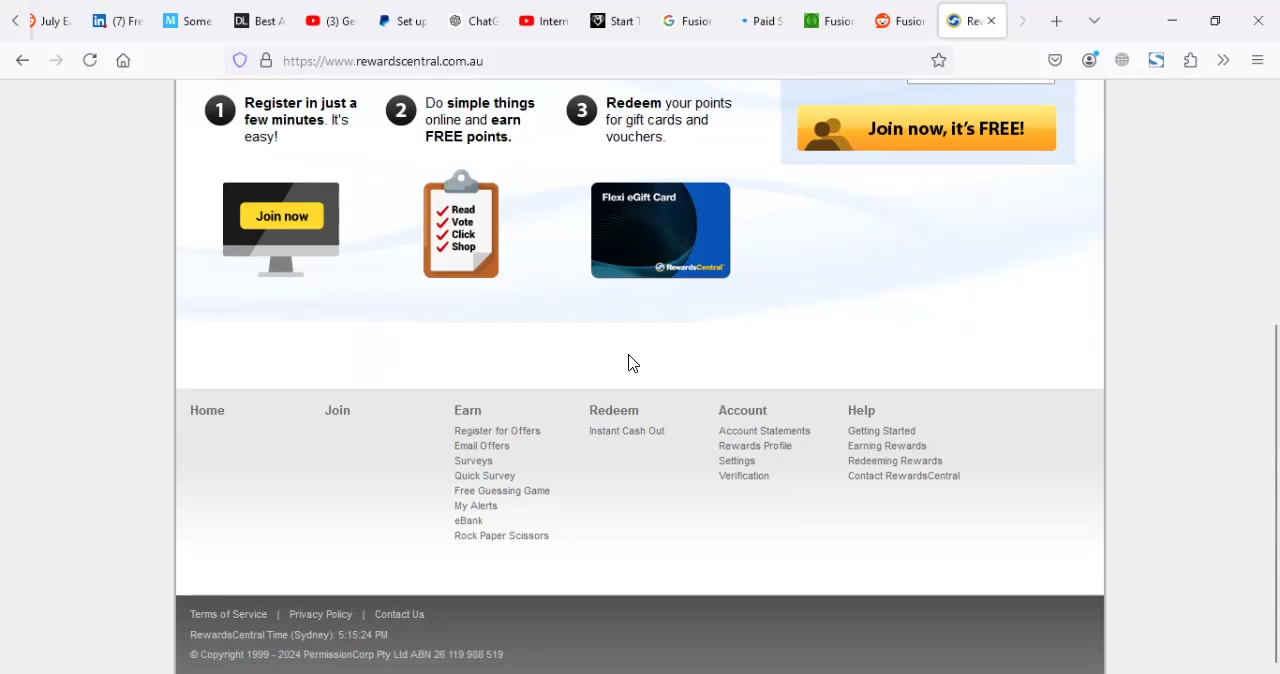 July E
(7) Fre
Some
DL Best A
(3) Ge
Set up
ChatG
Intern
Start T
Fusion
Paid S
Fusion
Fusion
Rev
https://www.rewardscentral.com.au
1 Register in just a
few minutes. It's
easy!
2 Do simple things
online and earn
FREE points.
3 Redeem your points
for gift cards and
vouchers.
Join now, it's FREE!
Join now
Read
Vote
Click
Shop
Flexi eGift Card
RewardsCentral
Home
Join
Earn
Register for Offers
Email Offers
Surveys
Quick Survey
Free Guessing Game
My Alerts
eBank
Rock Paper Scissors
Redeem
Instant Cash Out
Account
Account Statements
Rewards Profile
Settings
Verification
Help
Getting Started
Earning Rewards
Redeeming Rewards
Contact RewardsCentral
Terms of Service | Privacy Policy | Contact Us
RewardsCentral Time (Sydney): 5:15:24 PM
© Copyright 1999 - 2024 PermissionCorp Pty Ltd ABN 26 119 988 519